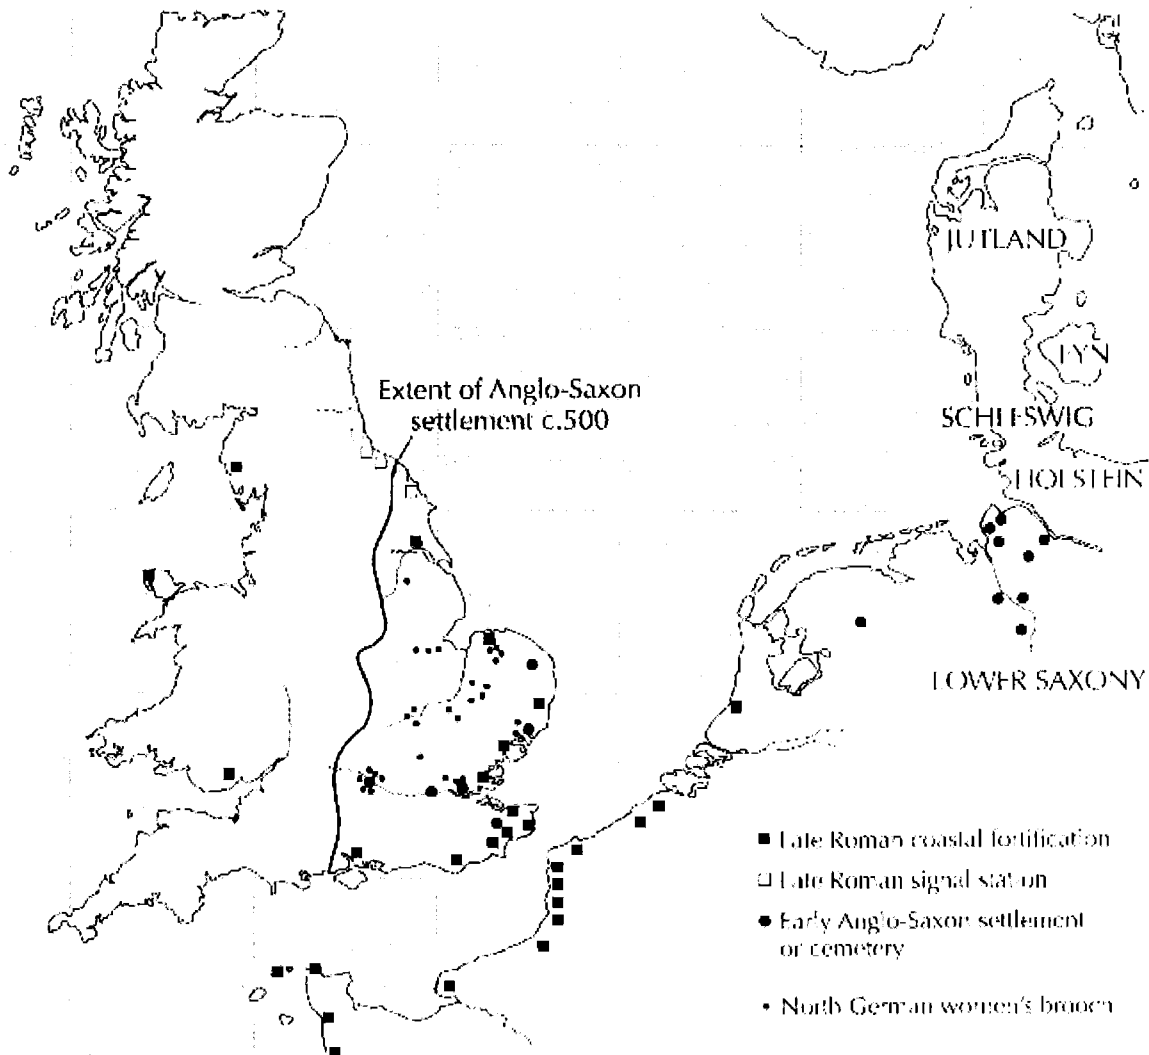 JUTLAND
FYN
Extent of Anglo-Saxon
settlement c.500
SCHLESWIG
HOLSTEIN
LOWER SAXONY
Late Roman coastal fortification
Late Roman signal station
Early Anglo-Saxon settlement
or cemetery
North German women's brooch